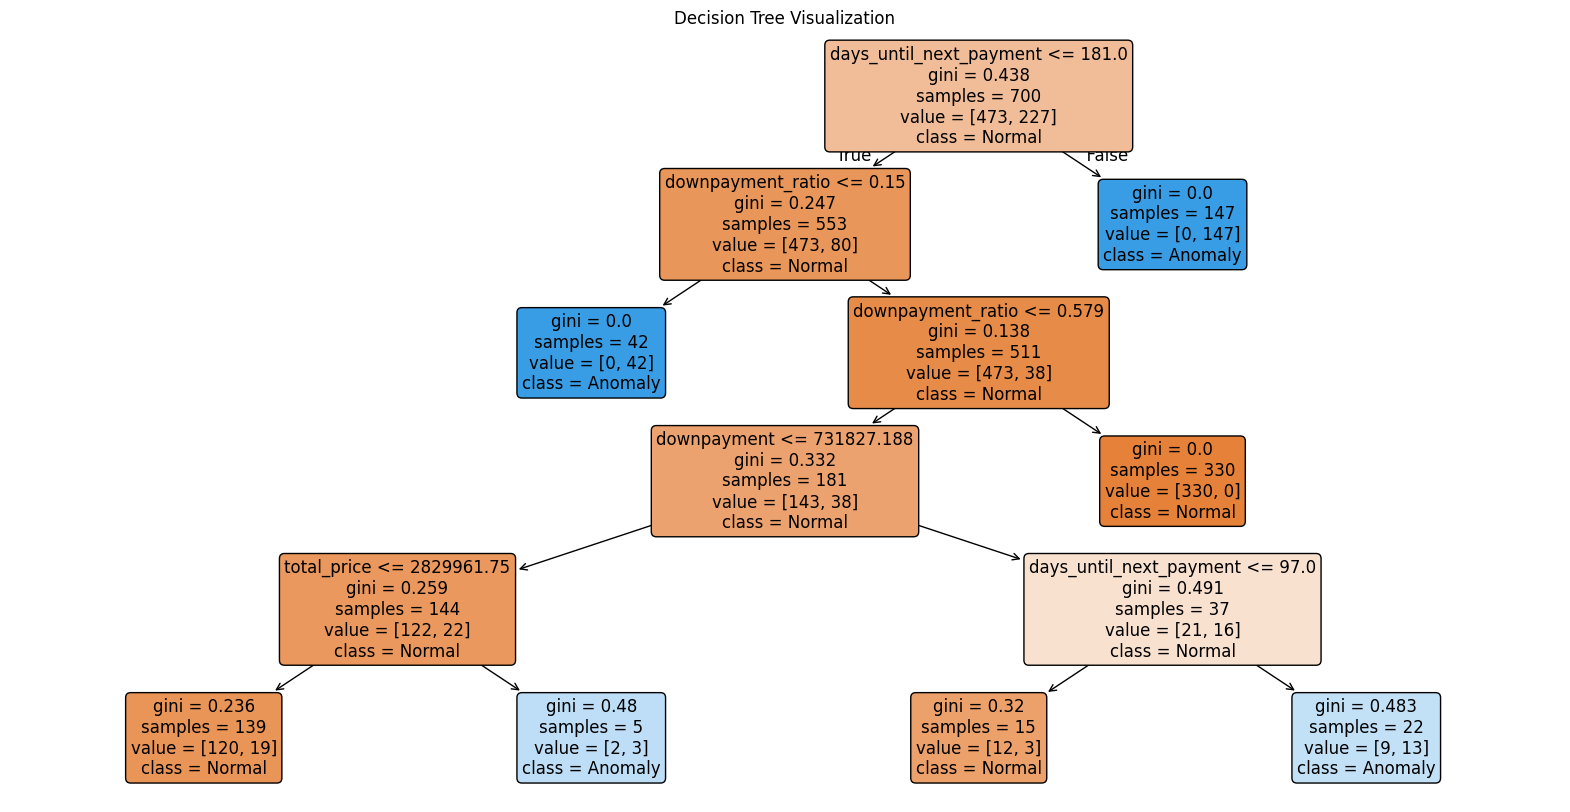 Decision Tree Visualization
days_until_next_payment <= 181.0
gini = 0.438
samples = 700
value = [473, 227]
class = Normal
True
False
downpayment_ratio <= 0.15
gini = 0.247
samples = 553
value = [473, 80]
class = Normal
gini = 0.0
samples = 147
value = [0, 147]
class = Anomaly
gini = 0.0
samples = 42
value = [0, 42]
class = Anomaly
downpayment_ratio <= 0.579
gini = 0.138
samples = 511
value = [473, 38]
class = Normal
downpayment <= 731827.188
gini = 0.332
samples = 181
value = [143, 38]
class = Normal
gini = 0.0
samples = 330
value = [330, 0]
class = Normal
total_price <= 2829961.75
gini = 0.259
samples = 144
value = [122, 22]
class = Normal
days_until_next_payment <= 97.0
gini = 0.491
samples = 37
value = [21, 16]
class = Normal
gini = 0.236
samples = 139
value = [120, 19]
class = Normal
gini = 0.48
samples = 5
value = [2, 3]
class = Anomaly
gini = 0.32
samples = 15
value = [12, 3]
class = Normal
gini = 0.483
samples = 22
value = [9, 13]
class = Anomaly